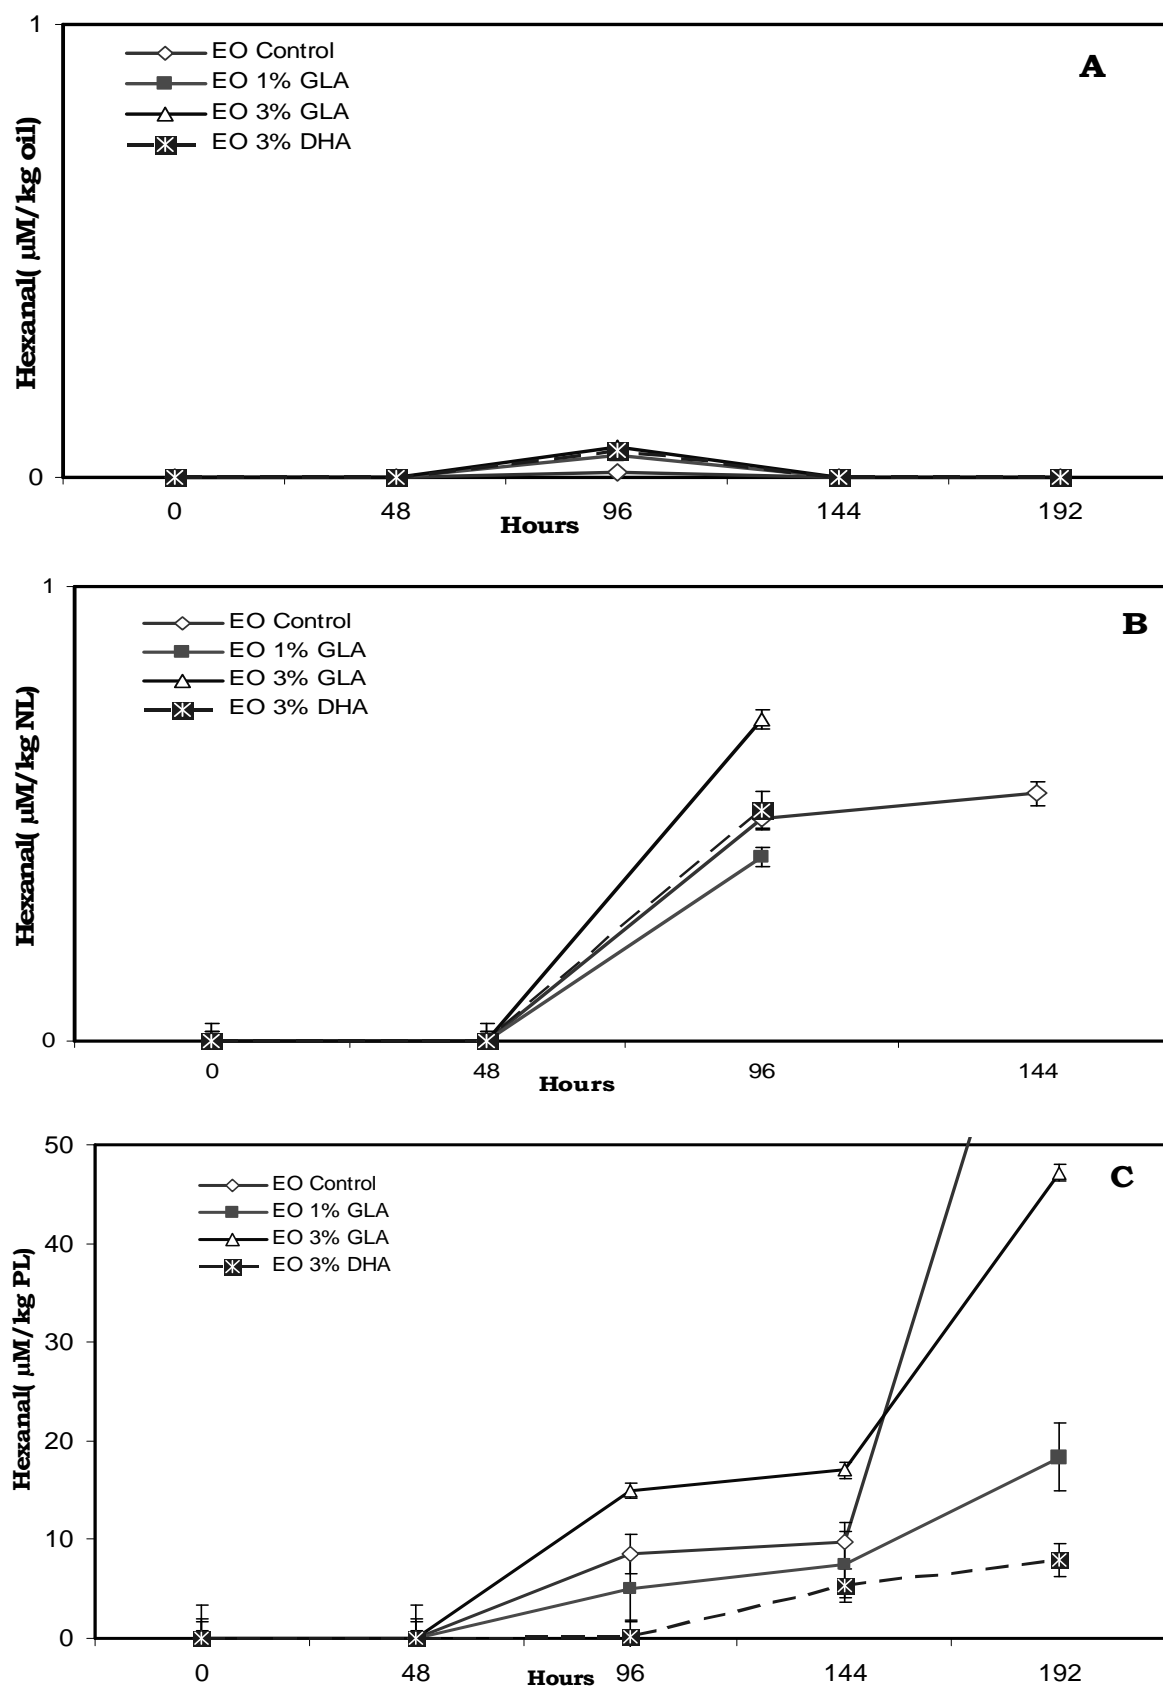 1
EO Control
EO 1% GLA
EO 3% GLA
EO 3% DHA
A
Hexanal( µM/kg oil)
0
0 48 96 144 192
Hours
1
EO Control
EO 1% GLA
EO 3% GLA
EO 3% DHA
B
Hexanal( µM/kg NL)
0
0 48 96 144
Hours
50
EO Control
EO 1% GLA
EO 3% GLA
EO 3% DHA
C
Hexanal( µM/kg PL)
40
30
20
10
0
0 48 96 144 192
Hours